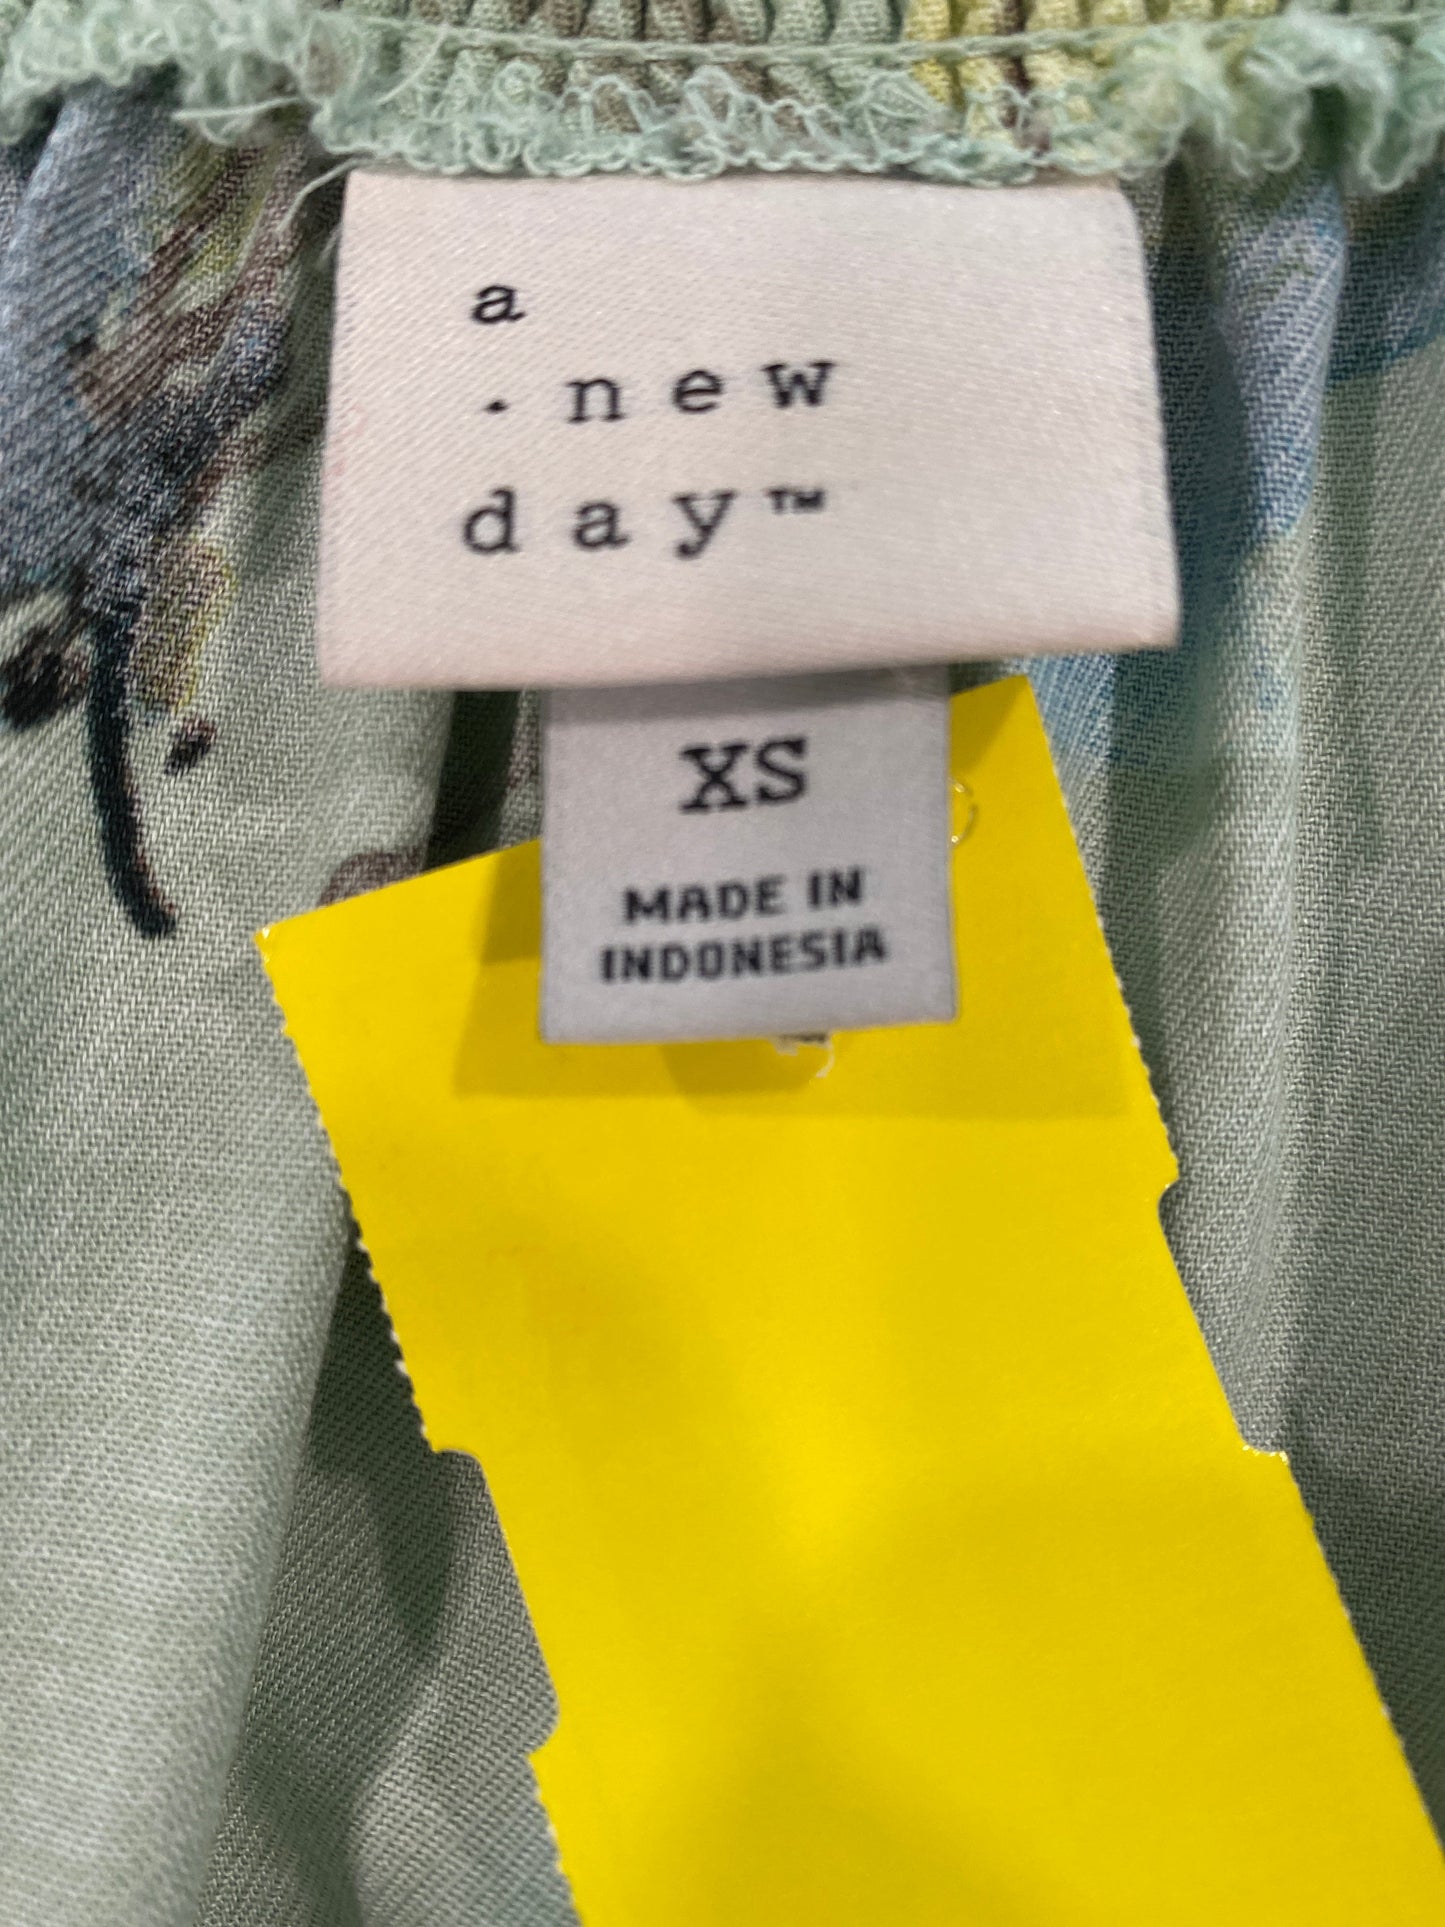 a
. new
day™
XS
MADE IN
INDONESIA